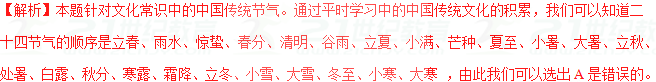 【解析】本题针对文化常识中的中国传统节气。通过平时学习中的中国传统文化的积累，我们可以知道二
十四节气的顺序是立春、雨水、惊蛰、春分、清明、谷雨、立夏、小满、芒种、夏至、小暑、大暑、立秋、
处暑、白露、秋分、寒露、霜降、立冬、小雪、大雪、冬至、小寒、大寒 ，由此我们可以选出 A 是错误的。